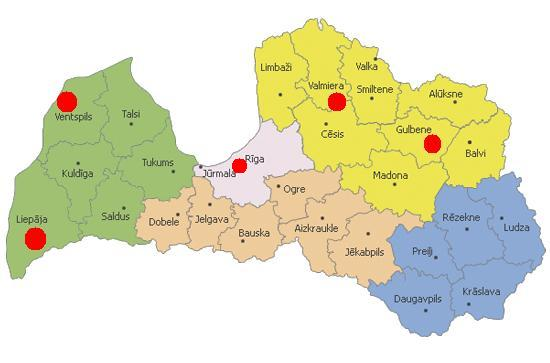 Limbaži
Valka
Valmiera
Smiltene
Alūksne
Ventspils
Talsi
Cēsis
Gulbene
Balvi
Rīga
Tukums
Jūrmala
Kuldīga
Madona
Ogre
Liepāja
Saldus
Dobele
Jelgava
Bauska
Aizkraukle
Jēkabpils
Rēzekne
Ludza
Preiļi
Daugavpils
Krāslava